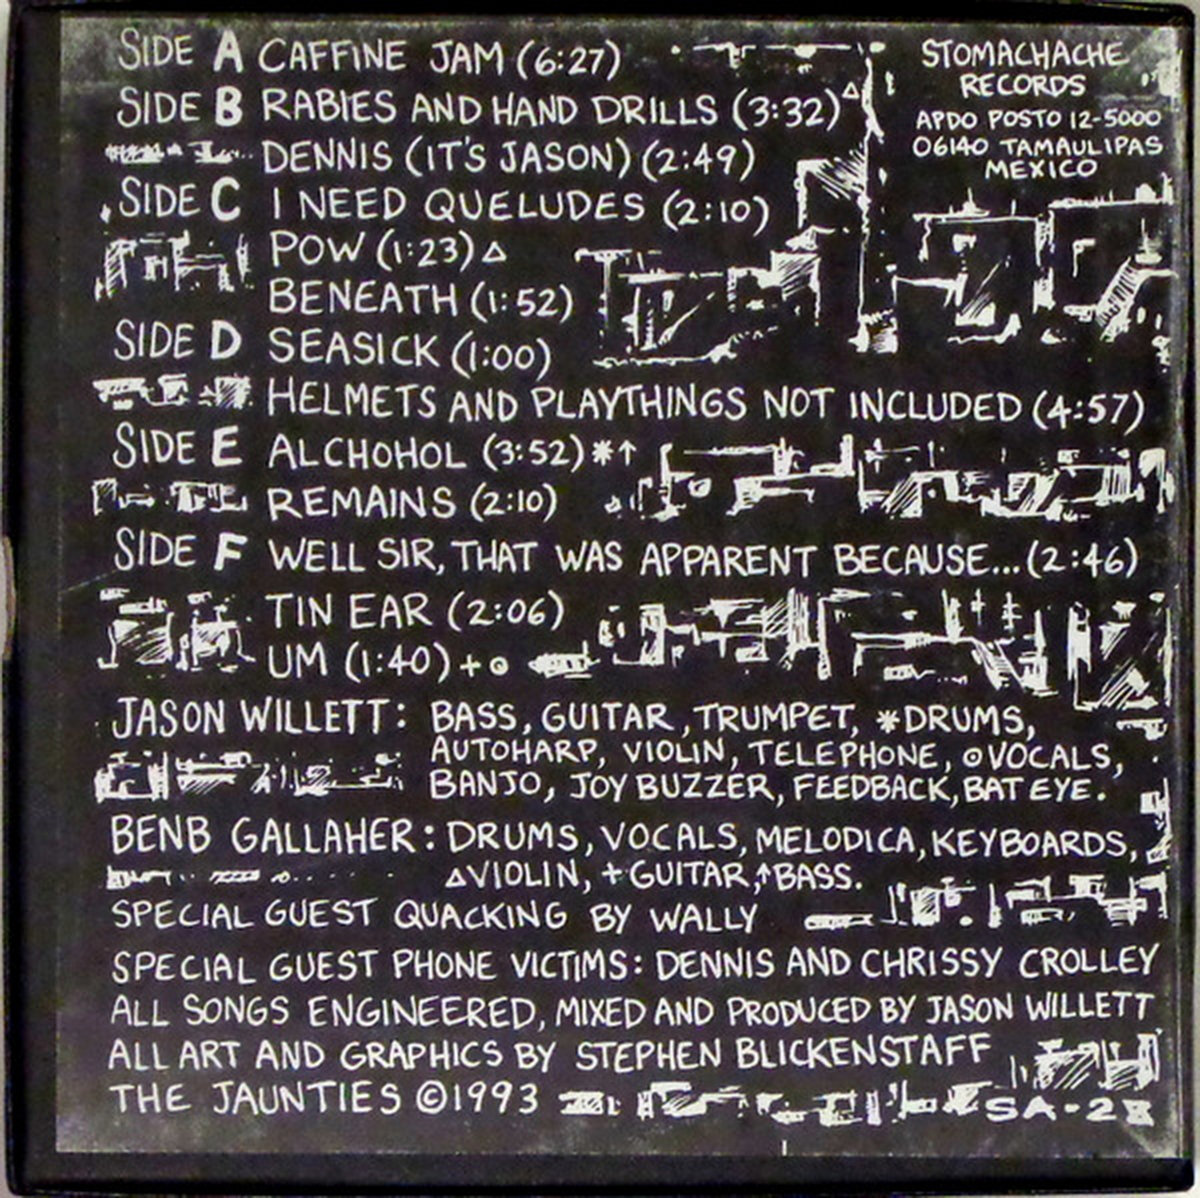 SIDE A CAFFINE JAM (6:27)
SIDE B RABIES AND HAND DRILLS (3:32)△
DENNIS (IT'S JASON) (2:49)
SIDE C I NEED QUELUDES (2:10)
POW (1:23) △
BENEATH (1:52)
SIDE D SEASICK (1:00)
HELMETS AND PLAYTHINGS NOT INCLUDED (4:57)
SIDE E ALCHOHOL (3:52) *↑
REMAINS (2:10)
SIDE F WELL SIR, THAT WAS APPARENT BECAUSE... (2:46)
TIN EAR (2:06)
UM (1:40) + ⊙
STOMACHACHE
RECORDS
APDO POSTO 12-5000
06140 TAMAULIPAS
MEXICO
JASON WILLETT: BASS, GUITAR, TRUMPET, *DRUMS,
AUTOHARP, VIOLIN, TELEPHONE, ⊙VOCALS,
BANJO, JOY BUZZER, FEEDBACK, BAT EYE.
BENB GALLAHER: DRUMS, VOCALS, MELODICA, KEYBOARDS,
△VIOLIN, +GUITAR, ↑BASS.
SPECIAL GUEST QUACKING BY WALLY
SPECIAL GUEST PHONE VICTIMS: DENNIS AND CHRISSY CROLLEY
ALL SONGS ENGINEERED, MIXED AND PRODUCED BY JASON WILLETT
ALL ART AND GRAPHICS BY STEPHEN BLICKENSTAFF
THE JAUNTIES ©1993